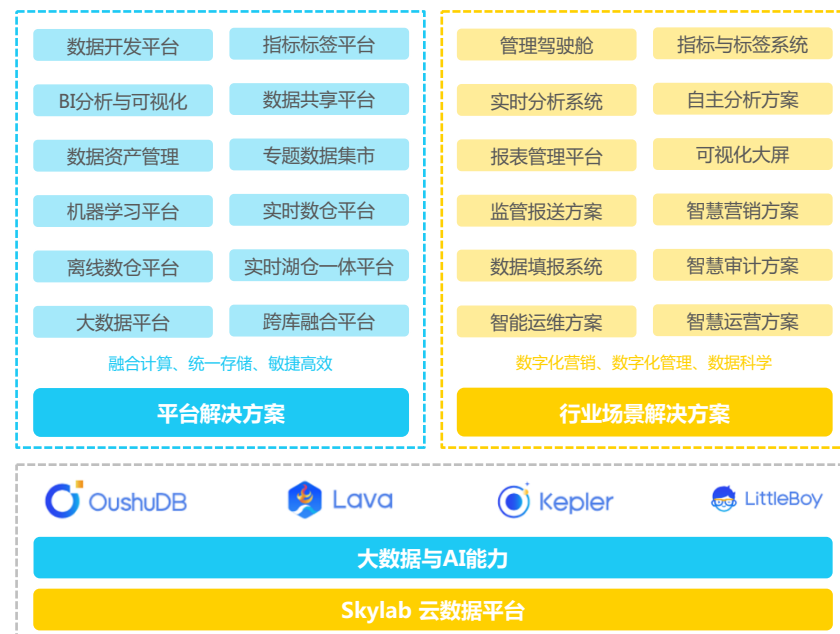 数据开发平台
指标标签平台
BI分析与可视化
数据共享平台
数据资产管理
专题数据集市
机器学习平台
实时数仓平台
离线数仓平台
实时湖仓一体平台
大数据平台
跨库融合平台
融合计算、统一存储、敏捷高效
平台解决方案
管理驾驶舱
指标与标签系统
实时分析系统
自主分析方案
报表管理平台
可视化大屏
监管报送方案
智慧营销方案
数据填报系统
智慧审计方案
智能运维方案
智慧运营方案
数字化营销、数字化管理、数据科学
行业场景解决方案
OushuDB
Lava
Kepler
LittleBoy
大数据与AI能力
Skylab 云数据平台